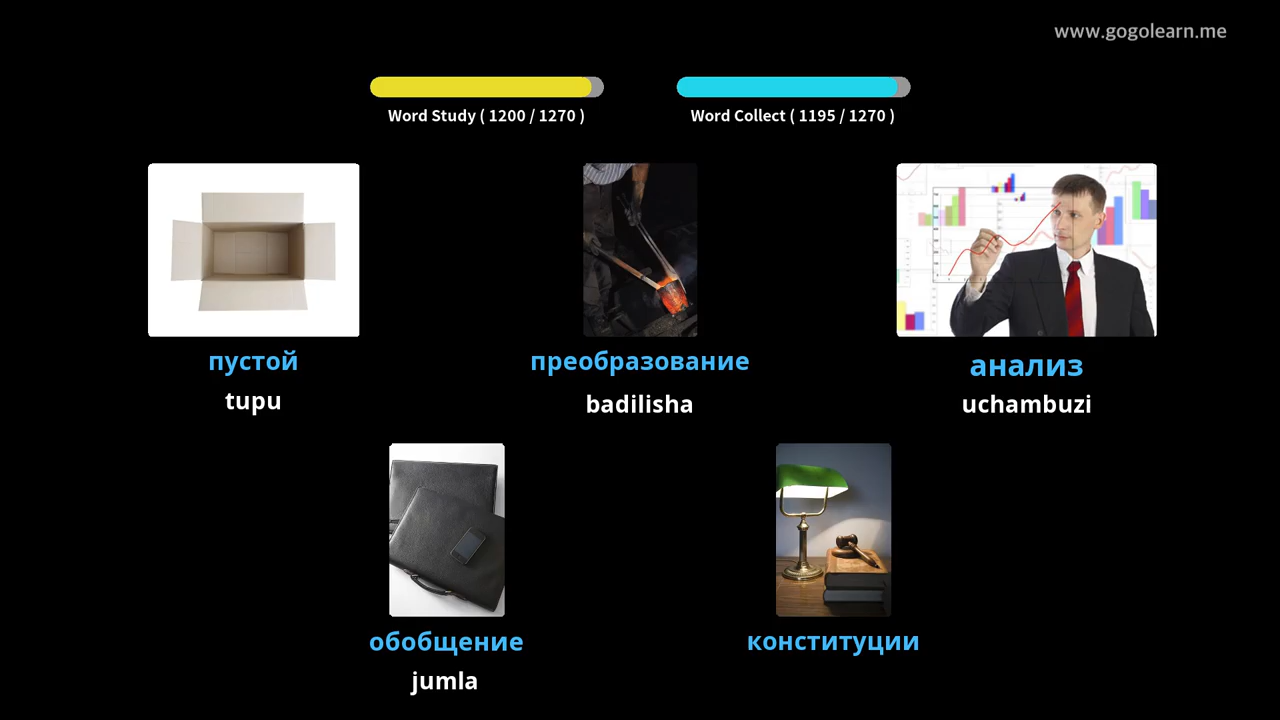 www.gogolearn.me
Word Study ( 1200 / 1270 )
Word Collect ( 1195 / 1270 )
пустой
tupu
преобразование
badilisha
анализ
uchambuzi
обобщение
jumla
конституции